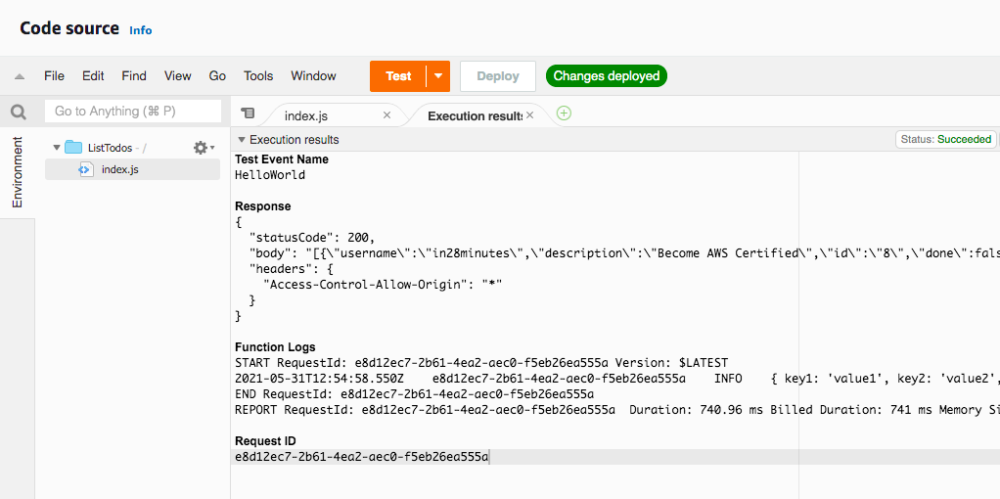 Code source Info
File Edit Find View Go Tools Window Test Deploy Changes deployed
Go to Anything (⌘ P)
index.js Execution results
Environment
ListTodos - /
index.js
Execution results Status: Succeeded
Test Event Name
HelloWorld
Response
{
"statusCode": 200,
"body": "[{\"username\":\"in28minutes\",\"description\":\"Become AWS Certified\",\"id\":\"8\",\"done\":fals
"headers": {
"Access-Control-Allow-Origin": "*"
}
}
Function Logs
START RequestId: e8d12ec7-2b61-4ea2-aec0-f5eb26ea555a Version: $LATEST
2021-05-31T12:54:58.550Z e8d12ec7-2b61-4ea2-aec0-f5eb26ea555a INFO { key1: 'value1', key2: 'value2',
END RequestId: e8d12ec7-2b61-4ea2-aec0-f5eb26ea555a
REPORT RequestId: e8d12ec7-2b61-4ea2-aec0-f5eb26ea555a Duration: 740.96 ms Billed Duration: 741 ms Memory Si
Request ID
e8d12ec7-2b61-4ea2-aec0-f5eb26ea555a